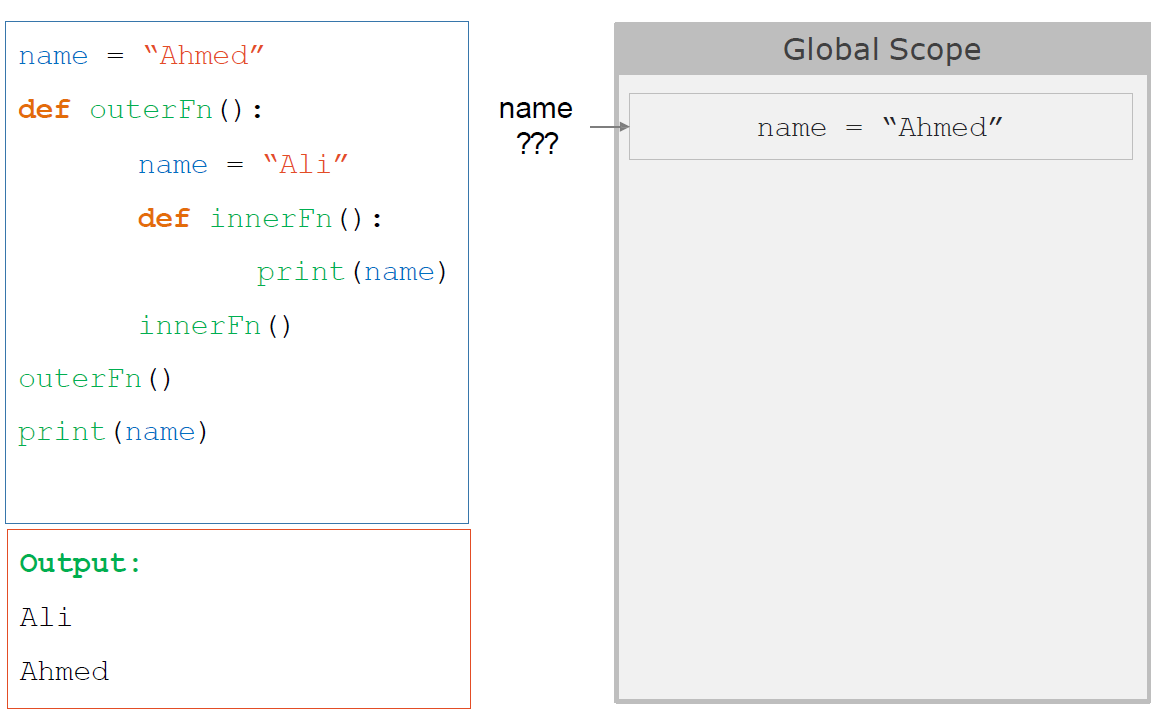 name = “Ahmed”
def outerFn():
name = “Ali”
def innerFn():
print(name)
innerFn()
outerFn()
print(name)
Output:
Ali
Ahmed
name
???
Global Scope
name = “Ahmed”